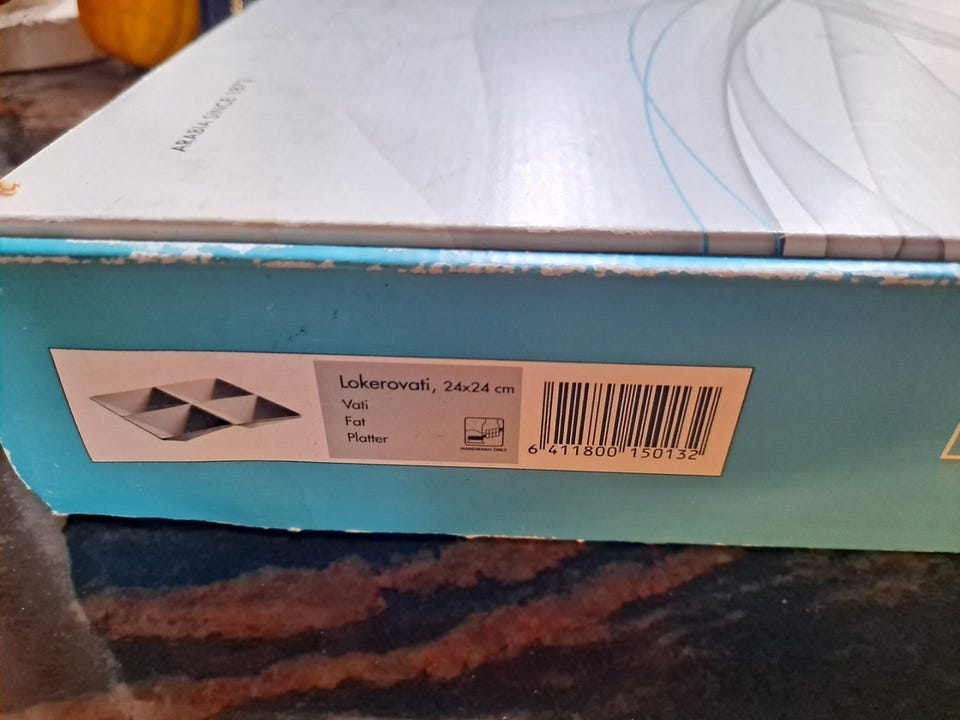 ARABIA SINCE 1873
Lokerovati, 24x24 cm
Vati
Fat
Platter
HANDWASH ONLY
6 411800 150132